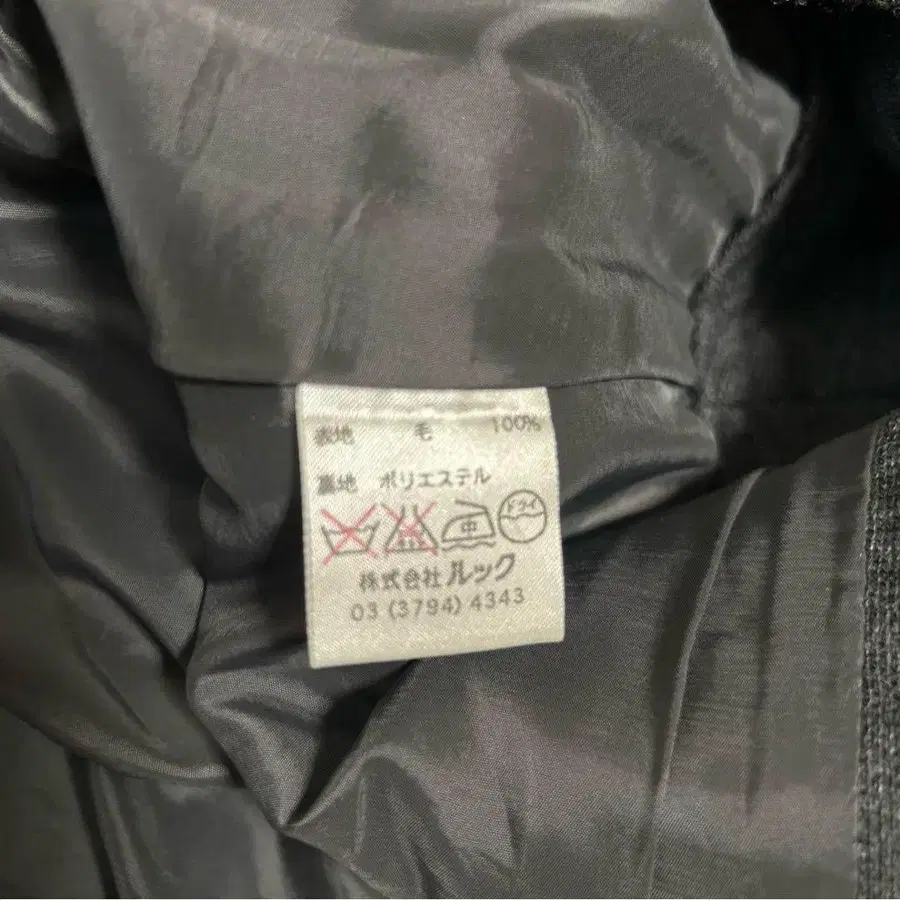 表地 毛 100%
裏地 ポリエステル
中 ドライ
株式会社 ルック
03 (3794) 4343